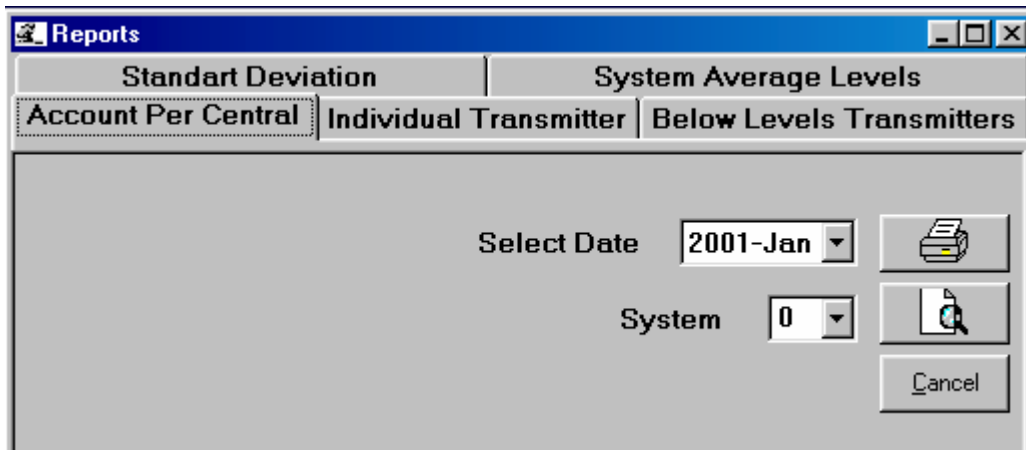 Reports
Standart Deviation System Average Levels
Account Per Central Individual Transmitter Below Levels Transmitters
Select Date 2001-Jan
System 0
Cancel